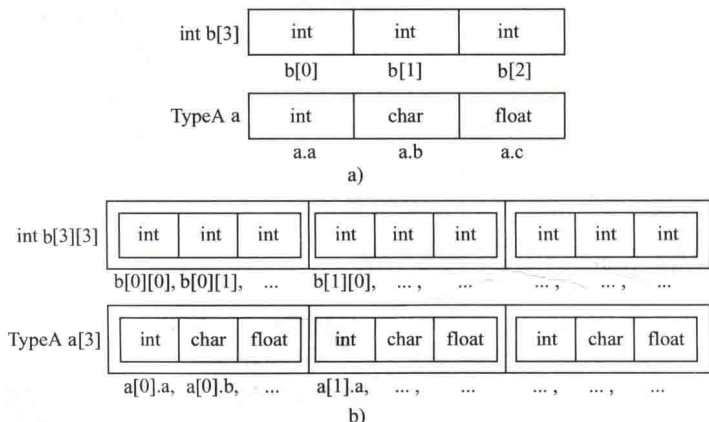 int b[3] int int int
b[0] b[1] b[2]
TypeA a int char float
a.a a.b a.c
a)
int b[3][3] int int int int int int int int int
b[0][0], b[0][1], ... b[1][0], ... , ... ... , ... , ...
TypeA a[3] int char float int char float int char float
a[0].a, a[0].b, ... a[1].a, ... , ... ... , ... , ...
b)